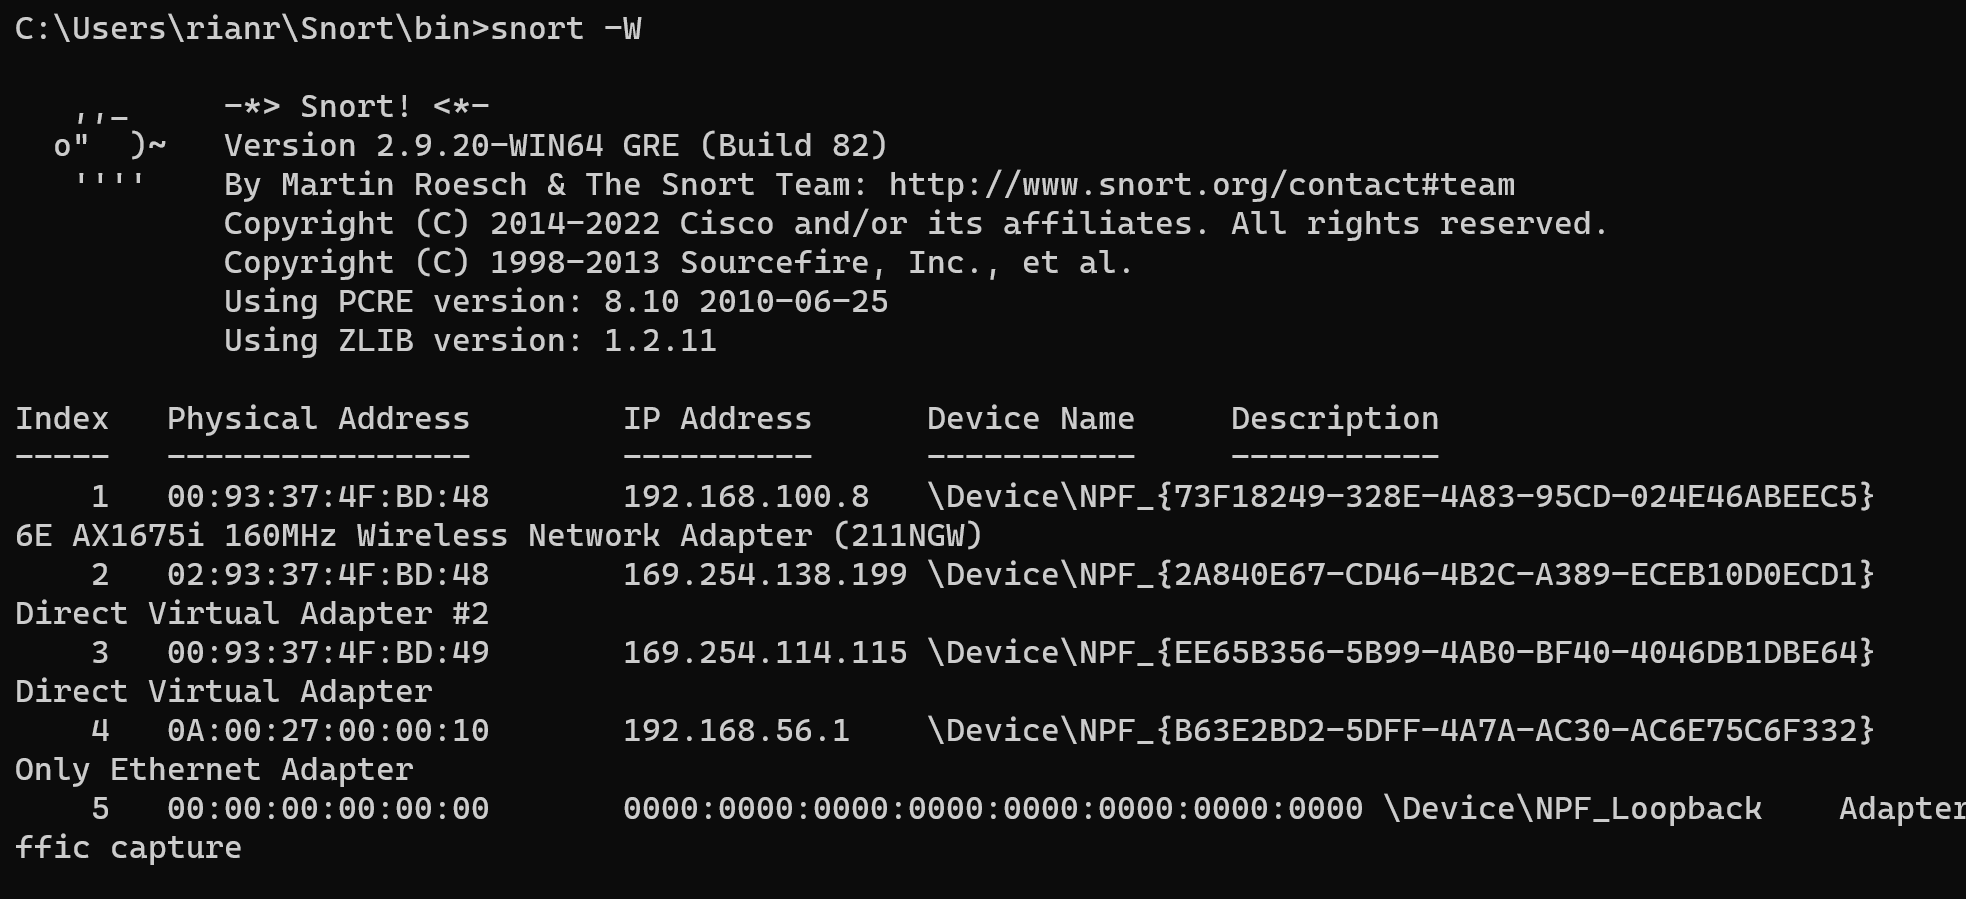 C:\Users\rianr\Snort\bin>snort -W
   ,,_     -*> Snort! <*-
  o"  )~   Version 2.9.20-WIN64 GRE (Build 82)
   ''''    By Martin Roesch & The Snort Team: http://www.snort.org/contact#team
           Copyright (C) 2014-2022 Cisco and/or its affiliates. All rights reserved.
           Copyright (C) 1998-2013 Sourcefire, Inc., et al.
           Using PCRE version: 8.10 2010-06-25
           Using ZLIB version: 1.2.11
Index   Physical Address        IP Address      Device Name     Description
-----   ----------------        ----------      -----------     -----------
    1   00:93:37:4F:BD:48       192.168.100.8   \Device\NPF_{73F18249-328E-4A83-95CD-024E46ABEEC5}
6E AX1675i 160MHz Wireless Network Adapter (211NGW)
    2   02:93:37:4F:BD:48       169.254.138.199 \Device\NPF_{2A840E67-CD46-4B2C-A389-ECEB10D0ECD1}
Direct Virtual Adapter #2
    3   00:93:37:4F:BD:49       169.254.114.115 \Device\NPF_{EE65B356-5B99-4AB0-BF40-4046DB1DBE64}
Direct Virtual Adapter
    4   0A:00:27:00:00:10       192.168.56.1    \Device\NPF_{B63E2BD2-5DFF-4A7A-AC30-AC6E75C6F332}
Only Ethernet Adapter
    5   00:00:00:00:00:00       0000:0000:0000:0000:0000:0000:0000:0000 \Device\NPF_Loopback    Adapter
ffic capture